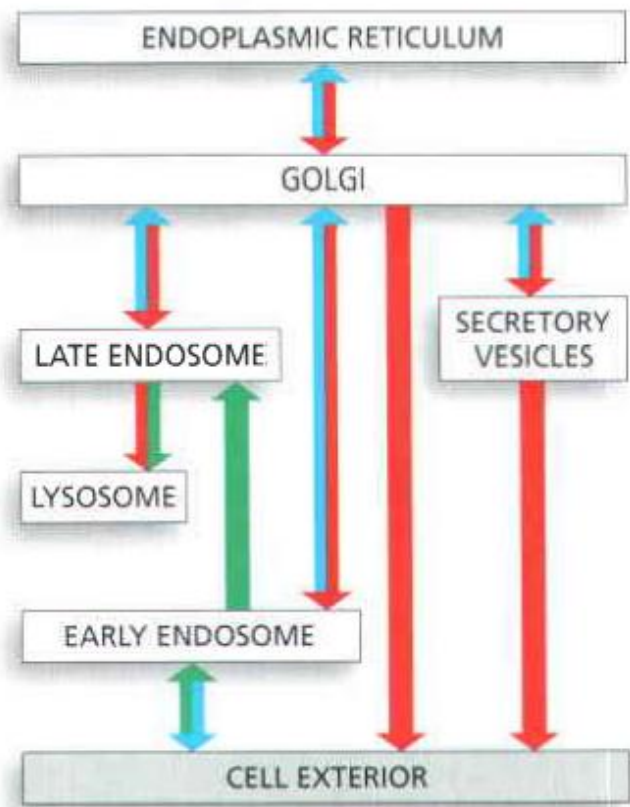 ENDOPLASMIC RETICULUM
GOLGI
LATE ENDOSOME
SECRETORY
VESICLES
LYSOSOME
EARLY ENDOSOME
CELL EXTERIOR